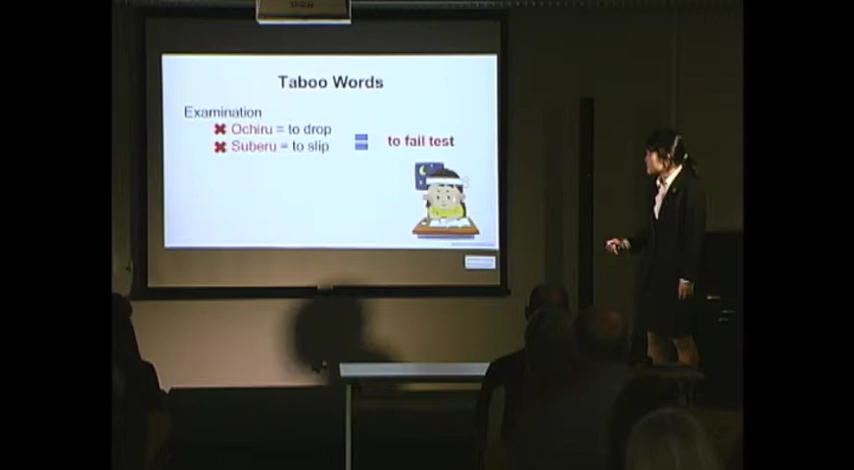 Taboo Words
Examination
✖ Ochiru = to drop
✖ Suberu = to slip
= to fail test